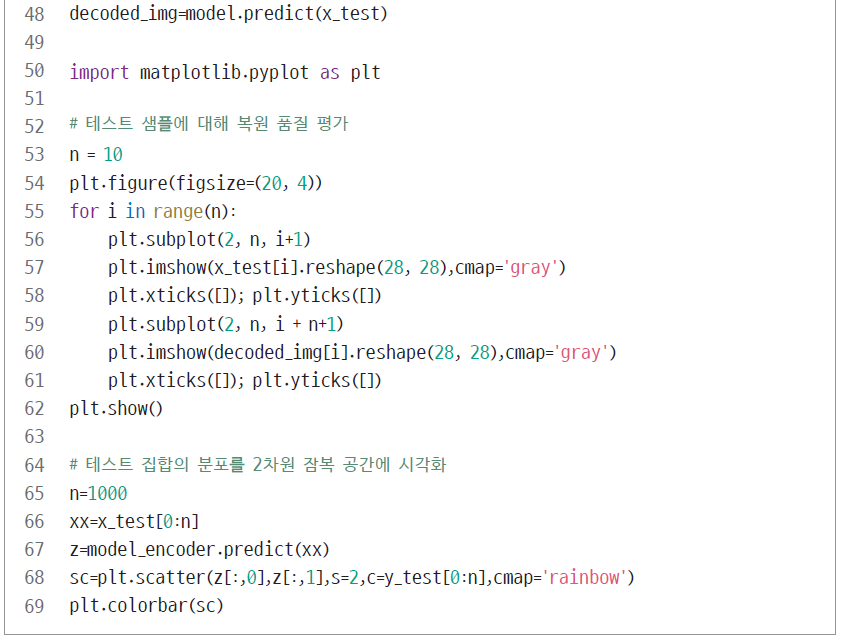 48 decoded_img=model.predict(x_test)
49
50 import matplotlib.pyplot as plt
51
52 # 테스트 샘플에 대해 복원 품질 평가
53 n = 10
54 plt.figure(figsize=(20, 4))
55 for i in range(n):
56     plt.subplot(2, n, i+1)
57     plt.imshow(x_test[i].reshape(28, 28),cmap='gray')
58     plt.xticks([]); plt.yticks([])
59     plt.subplot(2, n, i + n+1)
60     plt.imshow(decoded_img[i].reshape(28, 28),cmap='gray')
61     plt.xticks([]); plt.yticks([])
62 plt.show()
63
64 # 테스트 집합의 분포를 2차원 잠복 공간에 시각화
65 n=1000
66 xx=x_test[0:n]
67 z=model_encoder.predict(xx)
68 sc=plt.scatter(z[:,0],z[:,1],s=2,c=y_test[0:n],cmap='rainbow')
69 plt.colorbar(sc)